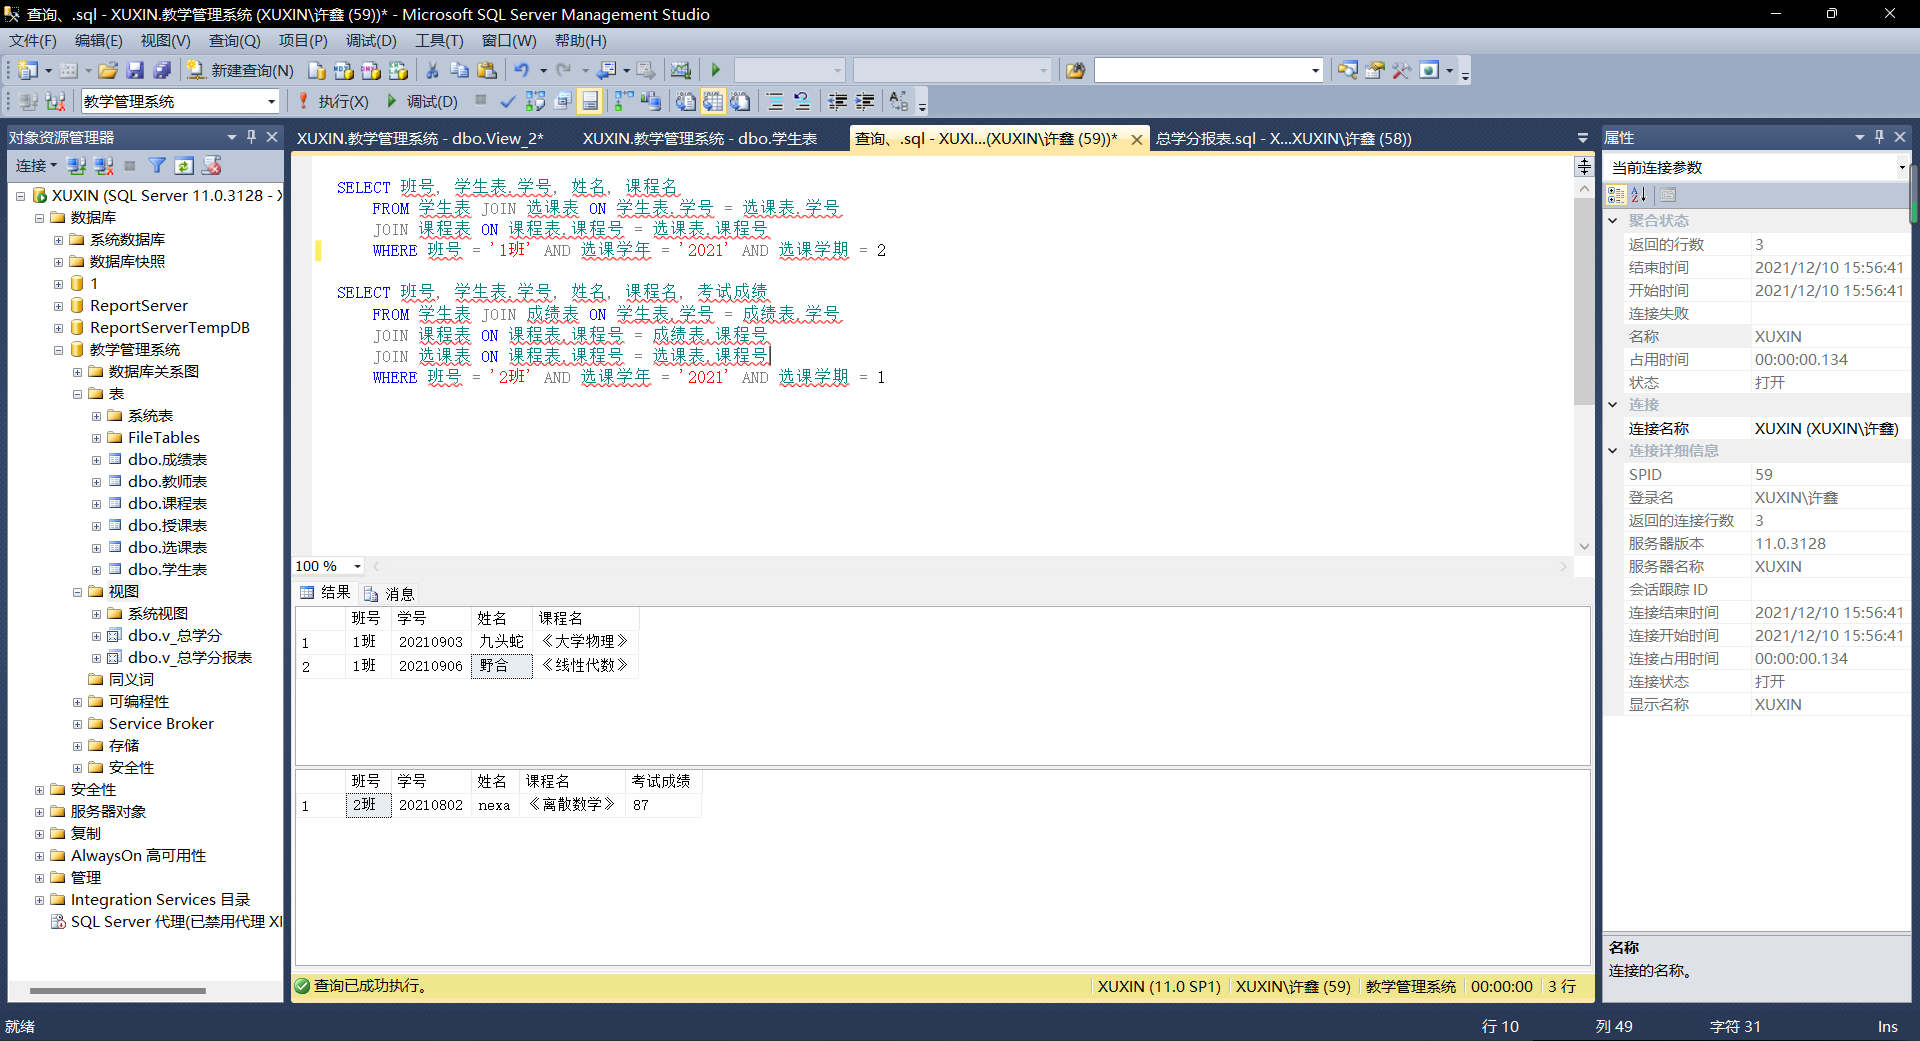 查询、.sql - XUXIN.教学管理系统 (XUXIN\许鑫 (59))* - Microsoft SQL Server Management Studio
文件(F) 编辑(E) 视图(V) 查询(Q) 项目(P) 调试(D) 工具(T) 窗口(W) 帮助(H)
新建查询(N)
教学管理系统 执行(X) 调试(D)
对象资源管理器
连接
XUXIN (SQL Server 11.0.3128 - X
数据库
系统数据库
数据库快照
1
ReportServer
ReportServerTempDB
教学管理系统
数据库关系图
表
系统表
FileTables
dbo.成绩表
dbo.教师表
dbo.课程表
dbo.授课表
dbo.选课表
dbo.学生表
视图
系统视图
dbo.v_总学分
dbo.v_总学分报表
同义词
可编程性
Service Broker
存储
安全性
安全性
服务器对象
复制
AlwaysOn 高可用性
管理
Integration Services 目录
SQL Server 代理(已禁用代理 XI
XUXIN.教学管理系统 - dbo.View_2* XUXIN.教学管理系统 - dbo.学生表 查询、.sql - XUXI...(XUXIN\许鑫 (59))* 总学分报表.sql - X...XUXIN\许鑫 (58))
SELECT 班号, 学生表.学号, 姓名, 课程名
FROM 学生表 JOIN 选课表 ON 学生表.学号 = 选课表.学号
JOIN 课程表 ON 课程表.课程号 = 选课表.课程号
WHERE 班号 = '1班' AND 选课学年 = '2021' AND 选课学期 = 2
SELECT 班号, 学生表.学号, 姓名, 课程名, 考试成绩
FROM 学生表 JOIN 成绩表 ON 学生表.学号 = 成绩表.学号
JOIN 课程表 ON 课程表.课程号 = 成绩表.课程号
JOIN 选课表 ON 课程表.课程号 = 选课表.课程号
WHERE 班号 = '2班' AND 选课学年 = '2021' AND 选课学期 = 1
100 %
结果 消息
班号 学号 姓名 课程名
1 1班 20210903 九头蛇 《大学物理》
2 1班 20210906 野合 《线性代数》
班号 学号 姓名 课程名 考试成绩
1 2班 20210802 nexa 《离散数学》 87
查询已成功执行。 XUXIN (11.0 SP1) XUXIN\许鑫 (59) 教学管理系统 00:00:00 3 行
属性
当前连接参数
聚合状态
返回的行数 3
结束时间 2021/12/10 15:56:41
开始时间 2021/12/10 15:56:41
连接失败
名称 XUXIN
占用时间 00:00:00.134
状态 打开
连接
连接名称 XUXIN (XUXIN\许鑫)
连接详细信息
SPID 59
登录名 XUXIN\许鑫
返回的连接行数 3
服务器版本 11.0.3128
服务器名称 XUXIN
会话跟踪 ID
连接结束时间 2021/12/10 15:56:41
连接开始时间 2021/12/10 15:56:41
连接占用时间 00:00:00.134
连接状态 打开
显示名称 XUXIN
名称
连接的名称。
就绪 行 10 列 49 字符 31 Ins